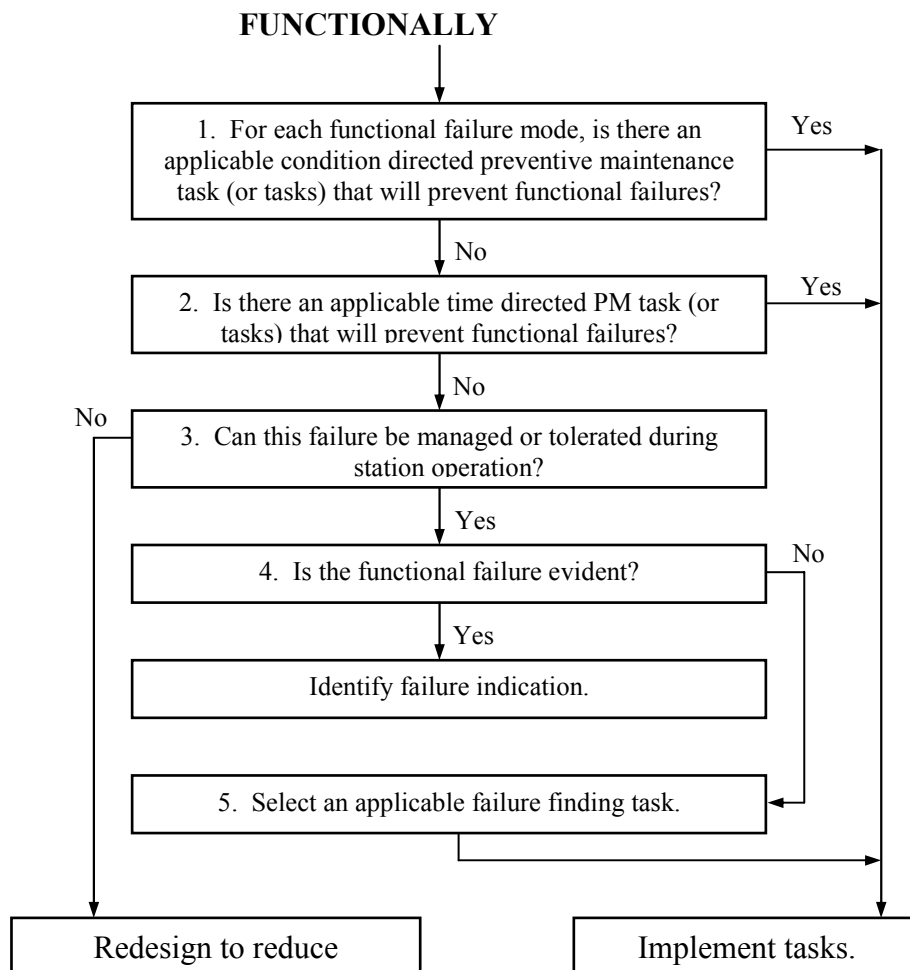 FUNCTIONALLY
1. For each functional failure mode, is there an
applicable condition directed preventive maintenance
task (or tasks) that will prevent functional failures?
Yes
No
2. Is there an applicable time directed PM task (or
tasks) that will prevent functional failures?
Yes
No
No
3. Can this failure be managed or tolerated during
station operation?
Yes
4. Is the functional failure evident?
No
Yes
Identify failure indication.
5. Select an applicable failure finding task.
Redesign to reduce
Implement tasks.